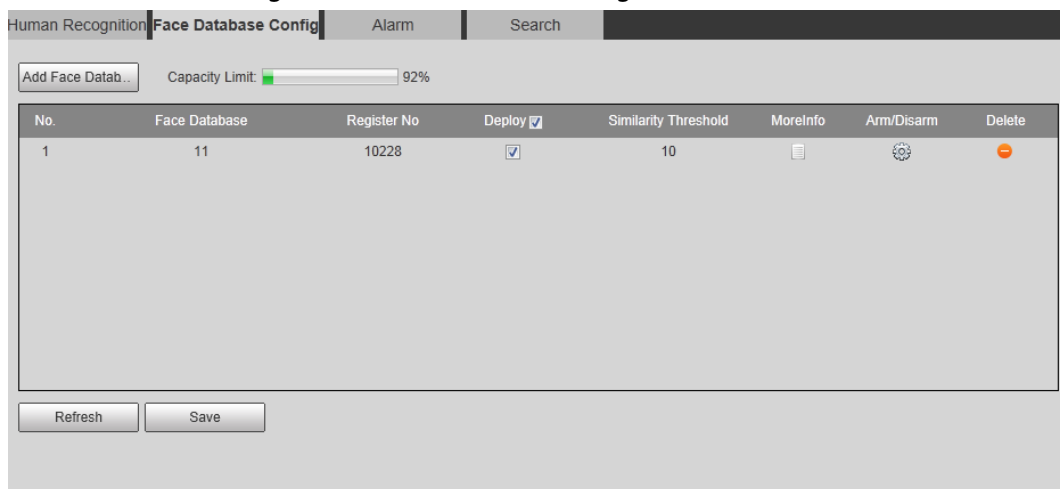 Human Recognition Face Database Config Alarm Search
Add Face Datab... Capacity Limit: 92%
No. Face Database Register No Deploy Similarity Threshold MoreInfo Arm/Disarm Delete
1 11 10228 10
Refresh Save